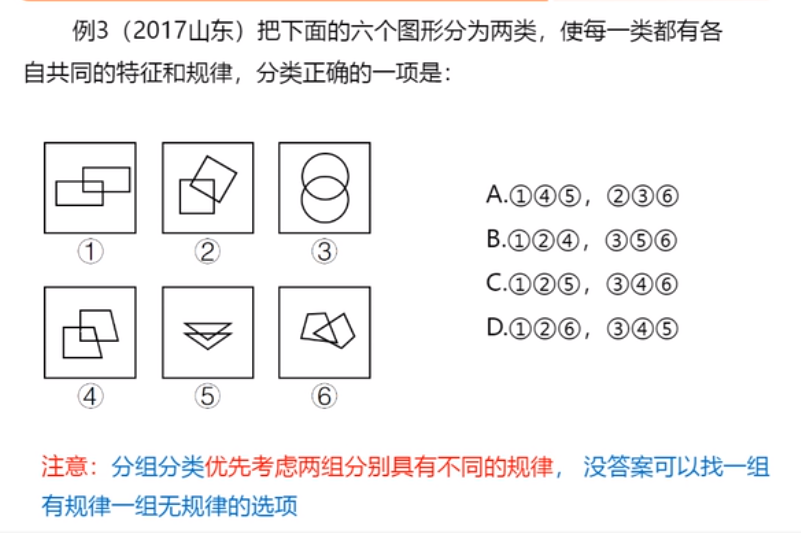 例3（2017山东）把下面的六个图形分为两类，使每一类都有各
自共同的特征和规律，分类正确的一项是：
① ② ③
④ ⑤ ⑥
A.①④⑤，②③⑥
B.①②④，③⑤⑥
C.①②⑤，③④⑥
D.①②⑥，③④⑤
注意：分组分类优先考虑两组分别具有不同的规律， 没答案可以找一组
有规律一组无规律的选项